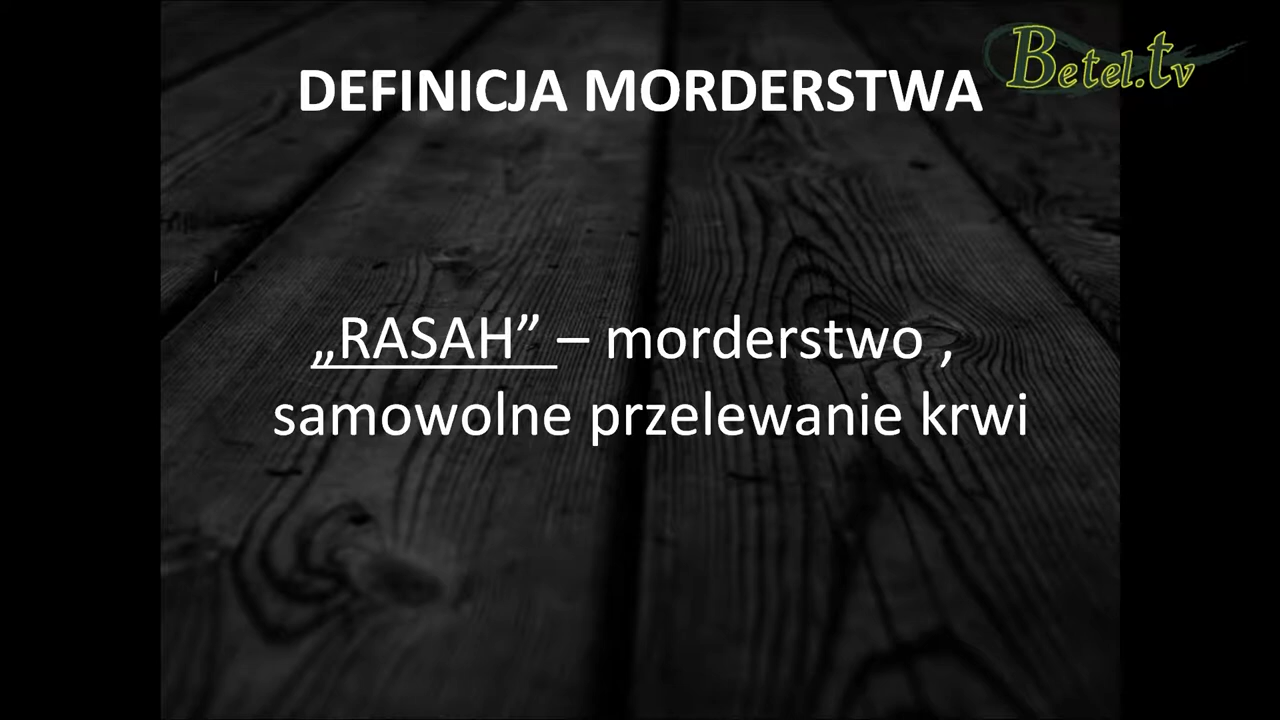 Betel.tv
DEFINICJA MORDERSTWA
„RASAH” – morderstwo ,
samowolne przelewanie krwi